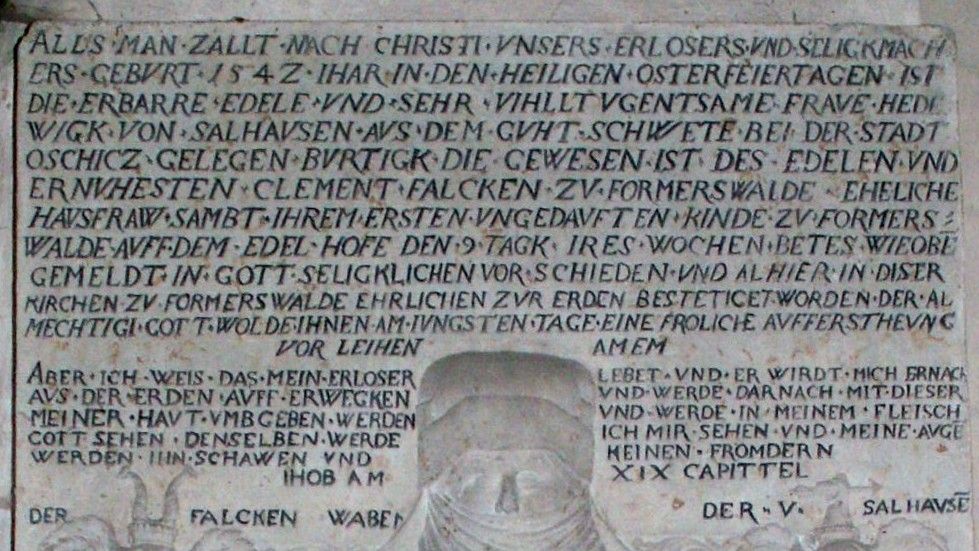 ALLS·MAN·ZALLT·NACH·CHRISTI·VNSERS·ERLOSERS·VND·SELIGKMACH
ERS·GEBVRT·1542·IHAR·IN·DEN·HEILIGEN·OSTERFEIERTAGEN·IST
DIE·ERBARRE·EDELE·VND·SEHR·VIHLLTVGENTSAME·FRAVE·HEDE
WIGK·VON·SALHAVSEN·AVS·DEM·GVHT·SCHWETE·BEI·DER·STADT
OSCHICZ·GELEGEN·BVRTIGK·DIE·GEWESEN·IST·DES·EDELEN·VND
ERNVHESTEN·CLEMENT·FALCKEN·ZV·FORMERSWALDE·EHELICHE
HAVSFRAW·SAMBT·IHREM·ERSTEN·VNGEDAVFTEN·KINDE·ZV·FORMERS=
WALDE·AVFF·DEM·EDEL·HOFE·DEN·9·TAGK·IRES·WOCHEN·BETES·WIEOBE
GEMELDT·IN·GOTT·SELIGKLICHEN·VOR·SCHIEDEN·VND·ALHIER·IN·DISER
KIRCHEN·ZV·FORMERSWALDE·EHRLICHEN·ZVR·ERDEN·BESTETIGET·WORDEN·DER·AL
MECHTIGI·GOTT·WOLDE·IHNEN·AM·IVNGSTEN·TAGE·EINE·FROLICHE·AVFFERSTHEVNG
VOR LEIHEN AMEM
ABER·ICH·WEIS·DAS·MEIN·ERLOSER LEBET·VND·ER·WIRDT·MICH·ERNACH
AVS·DER·ERDEN·AVFF·ERWEGKEN VND·WERDE·DARNACH·MIT·DIESER
MEINER·HAVT·VMBGEBEN·WERDEN VND·WERDE·IN·MEINEM·FLEISCH
GOTT·SEHEN·DENSELBEN·WERDE ICH·MIR·SEHEN·VND·MEINE·AVGE
WERDEN·IHN·SCHAWEN VND KEINEN·FROMDERN
IHOB AM XIX CAPITTEL
DER FALCKEN WABEN DER·V· SALHAVSE